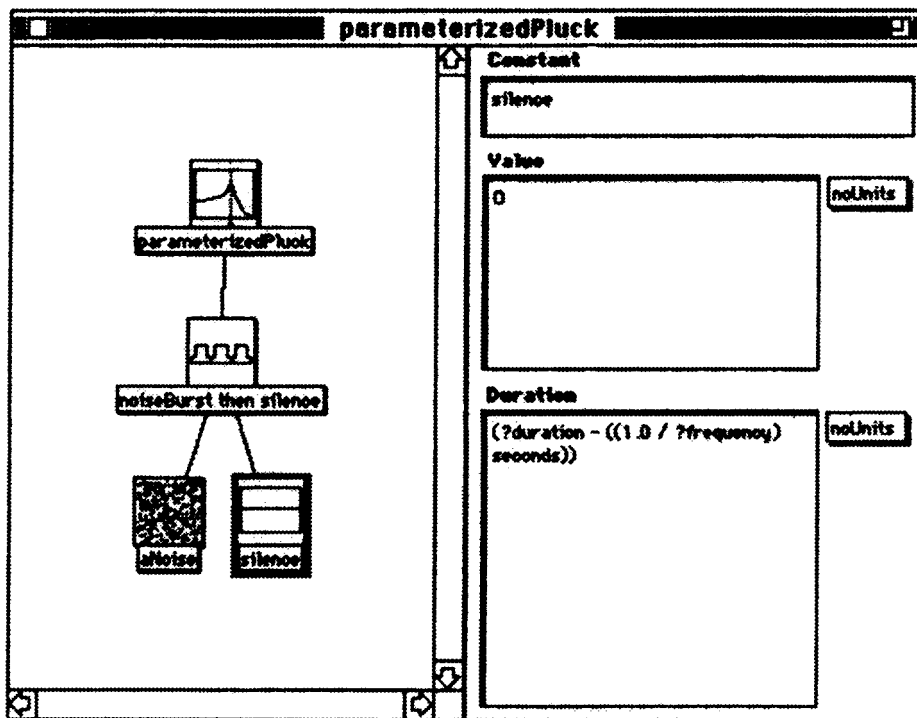 parameterizedPluck
parameterizedPluck
noiseBurst then silence
aNoise
silence
Constant
silence
Value
0
noUnits
Duration
(?duration - ((1.0 / ?frequency)
seconds))
noUnits